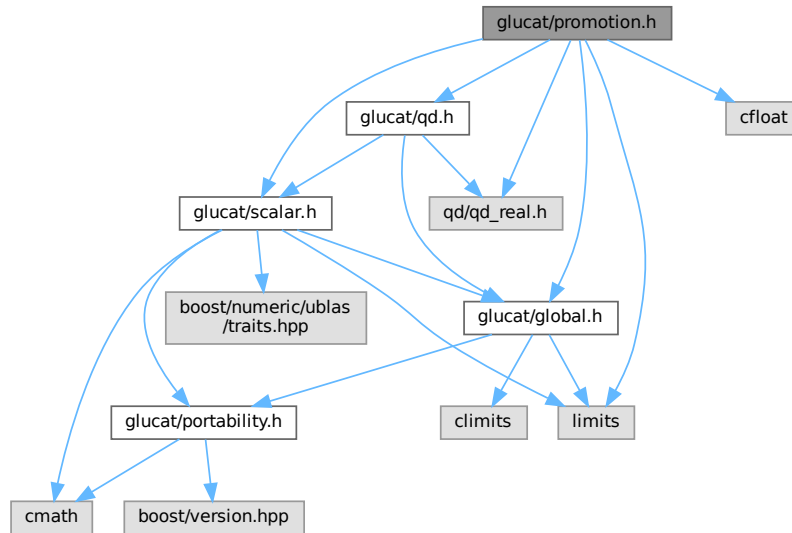 glucat/promotion.h
glucat/qd.h
cfloat
glucat/scalar.h
qd/qd_real.h
boost/numeric/ublas
/traits.hpp
glucat/global.h
glucat/portability.h
climits
limits
cmath
boost/version.hpp